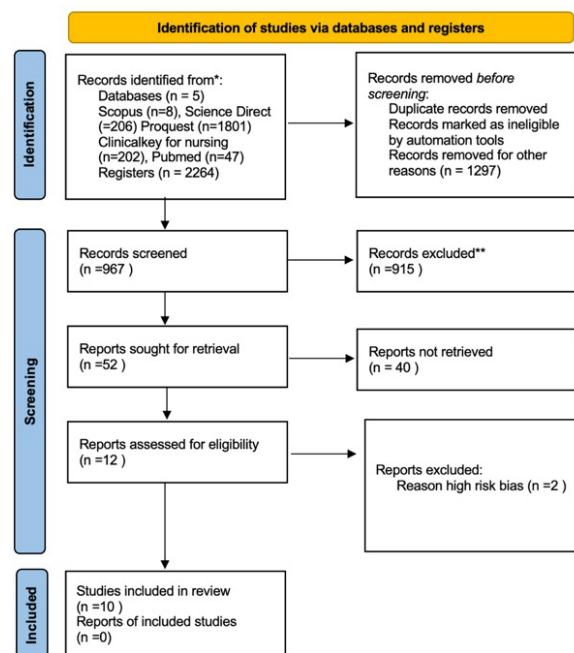 Identification of studies via databases and registers
Identification
Records identified from*:
Databases (n = 5)
Scopus (n=8), Science Direct
(=206) Proquest (n=1801)
Clinicalkey for nursing
(n=202), Pubmed (n=47)
Registers (n = 2264)
Records removed before
screening:
Duplicate records removed
Records marked as ineligible
by automation tools
Records removed for other
reasons (n = 1297)
Screening
Records screened
(n =967 )
Records excluded**
(n =915 )
Reports sought for retrieval
(n =52 )
Reports not retrieved
(n = 40 )
Reports assessed for eligibility
(n =12 )
Reports excluded:
Reason high risk bias (n =2 )
Included
Studies included in review
(n =10 )
Reports of included studies
(n =0)